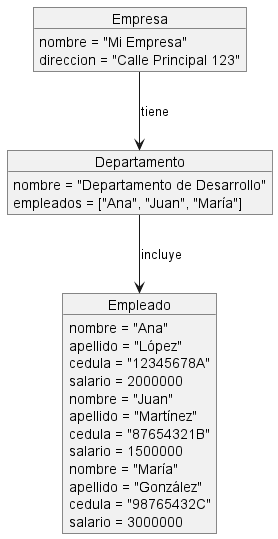 Empresa
nombre = "Mi Empresa"
direccion = "Calle Principal 123"
tiene
Departamento
nombre = "Departamento de Desarrollo"
empleados = ["Ana", "Juan", "María"]
incluye
Empleado
nombre = "Ana"
apellido = "López"
cedula = "12345678A"
salario = 2000000
nombre = "Juan"
apellido = "Martínez"
cedula = "87654321B"
salario = 1500000
nombre = "María"
apellido = "González"
cedula = "98765432C"
salario = 3000000